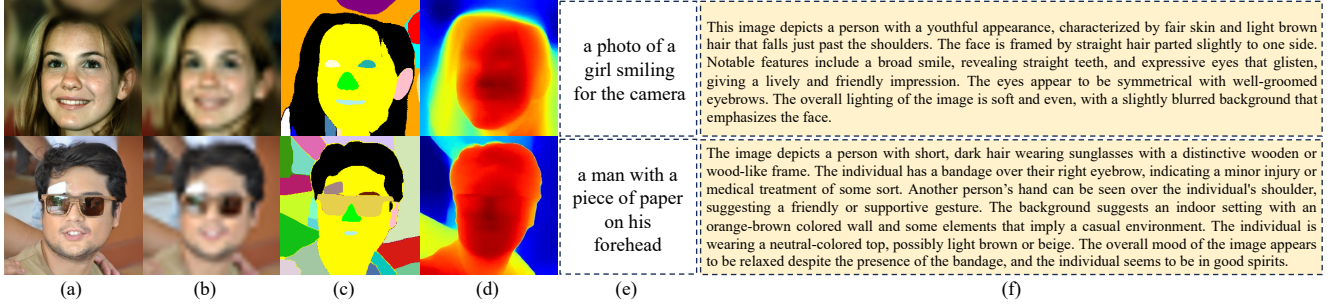 a photo of a
girl smiling
for the camera
This image depicts a person with a youthful appearance, characterized by fair skin and light brown
hair that falls just past the shoulders. The face is framed by straight hair parted slightly to one side.
Notable features include a broad smile, revealing straight teeth, and expressive eyes that glisten,
giving a lively and friendly impression. The eyes appear to be symmetrical with well-groomed
eyebrows. The overall lighting of the image is soft and even, with a slightly blurred background that
emphasizes the face.
a man with a
piece of paper
on his
forehead
The image depicts a person with short, dark hair wearing sunglasses with a distinctive wooden or
wood-like frame. The individual has a bandage over their right eyebrow, indicating a minor injury or
medical treatment of some sort. Another person's hand can be seen over the individual's shoulder,
suggesting a friendly or supportive gesture. The background suggests an indoor setting with an
orange-brown colored wall and some elements that imply a casual environment. The individual is
wearing a neutral-colored top, possibly light brown or beige. The overall mood of the image appears
to be relaxed despite the presence of the bandage, and the individual seems to be in good spirits.
(a) (b) (c) (d) (e) (f)